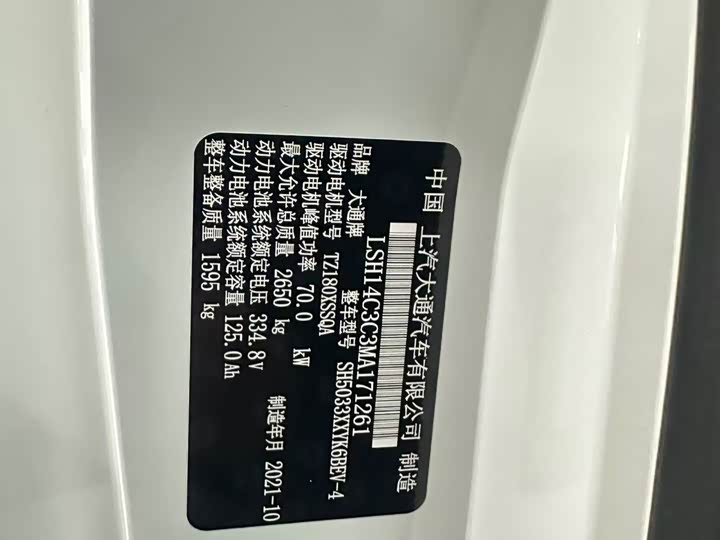 中国 上汽大通汽车有限公司 制造
LSH14C3C3MA171261
品牌 大通牌 整车型号 SH5033XXYK6BEV-4
驱动电机型号 TZ180XSSQA
驱动电机峰值功率 70.0 kW
最大允许总质量 2650 kg 制造年月 2021-10
动力电池系统额定电压 334.8V
动力电池系统额定容量 125.0Ah
整车整备质量 1595 kg